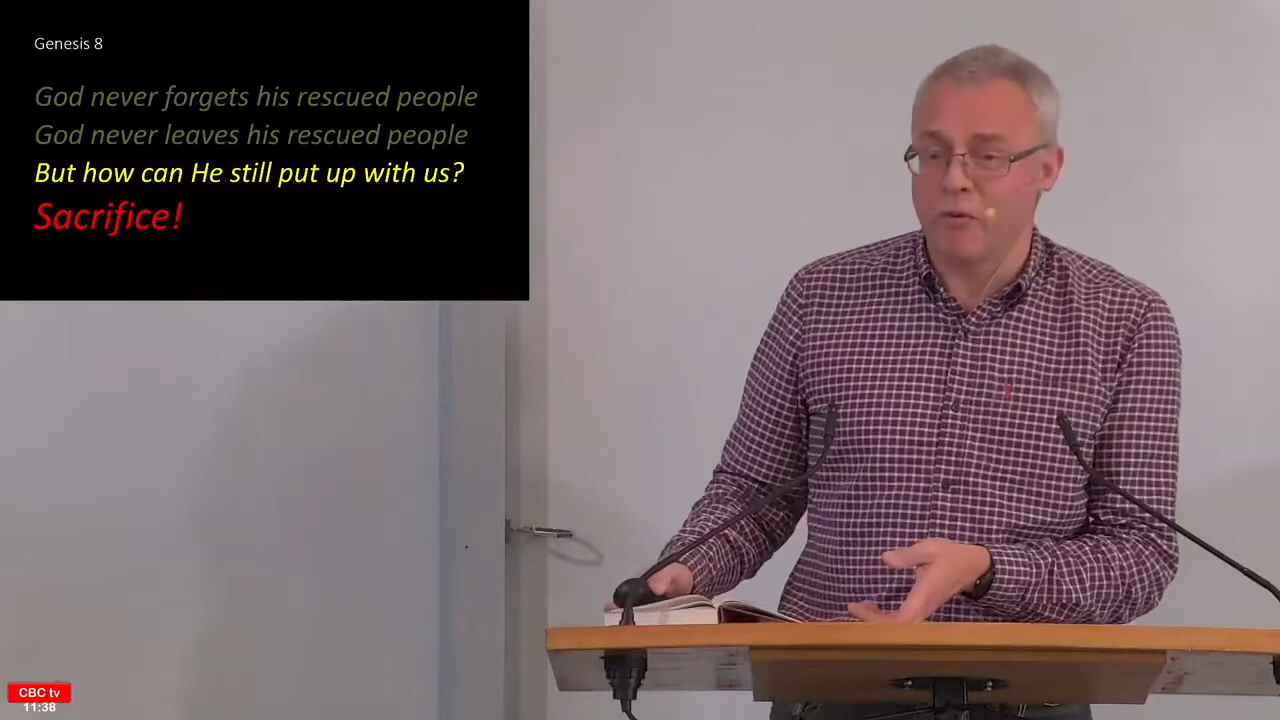 Genesis 8
God never forgets his rescued people
God never leaves his rescued people
But how can He still put up with us?
Sacrifice!
CBC tv
11:38